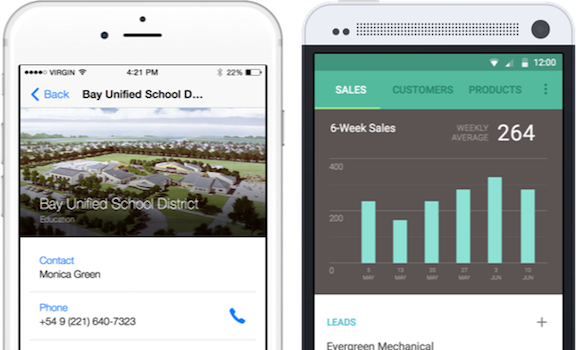 VIRGIN 4:21 PM 22%
Back Bay Unified School D...
Bay Unified School District
Education
Contact
Monica Green
Phone
+54 9 (221) 640-7323
12:00
SALES CUSTOMERS PRODUCTS
6-Week Sales WEEKLY AVERAGE 264
400
200
0
5 MAY 13 MAY 20 MAY 27 MAY 3 JUN 10 JUN
LEADS +
Evergreen Mechanical